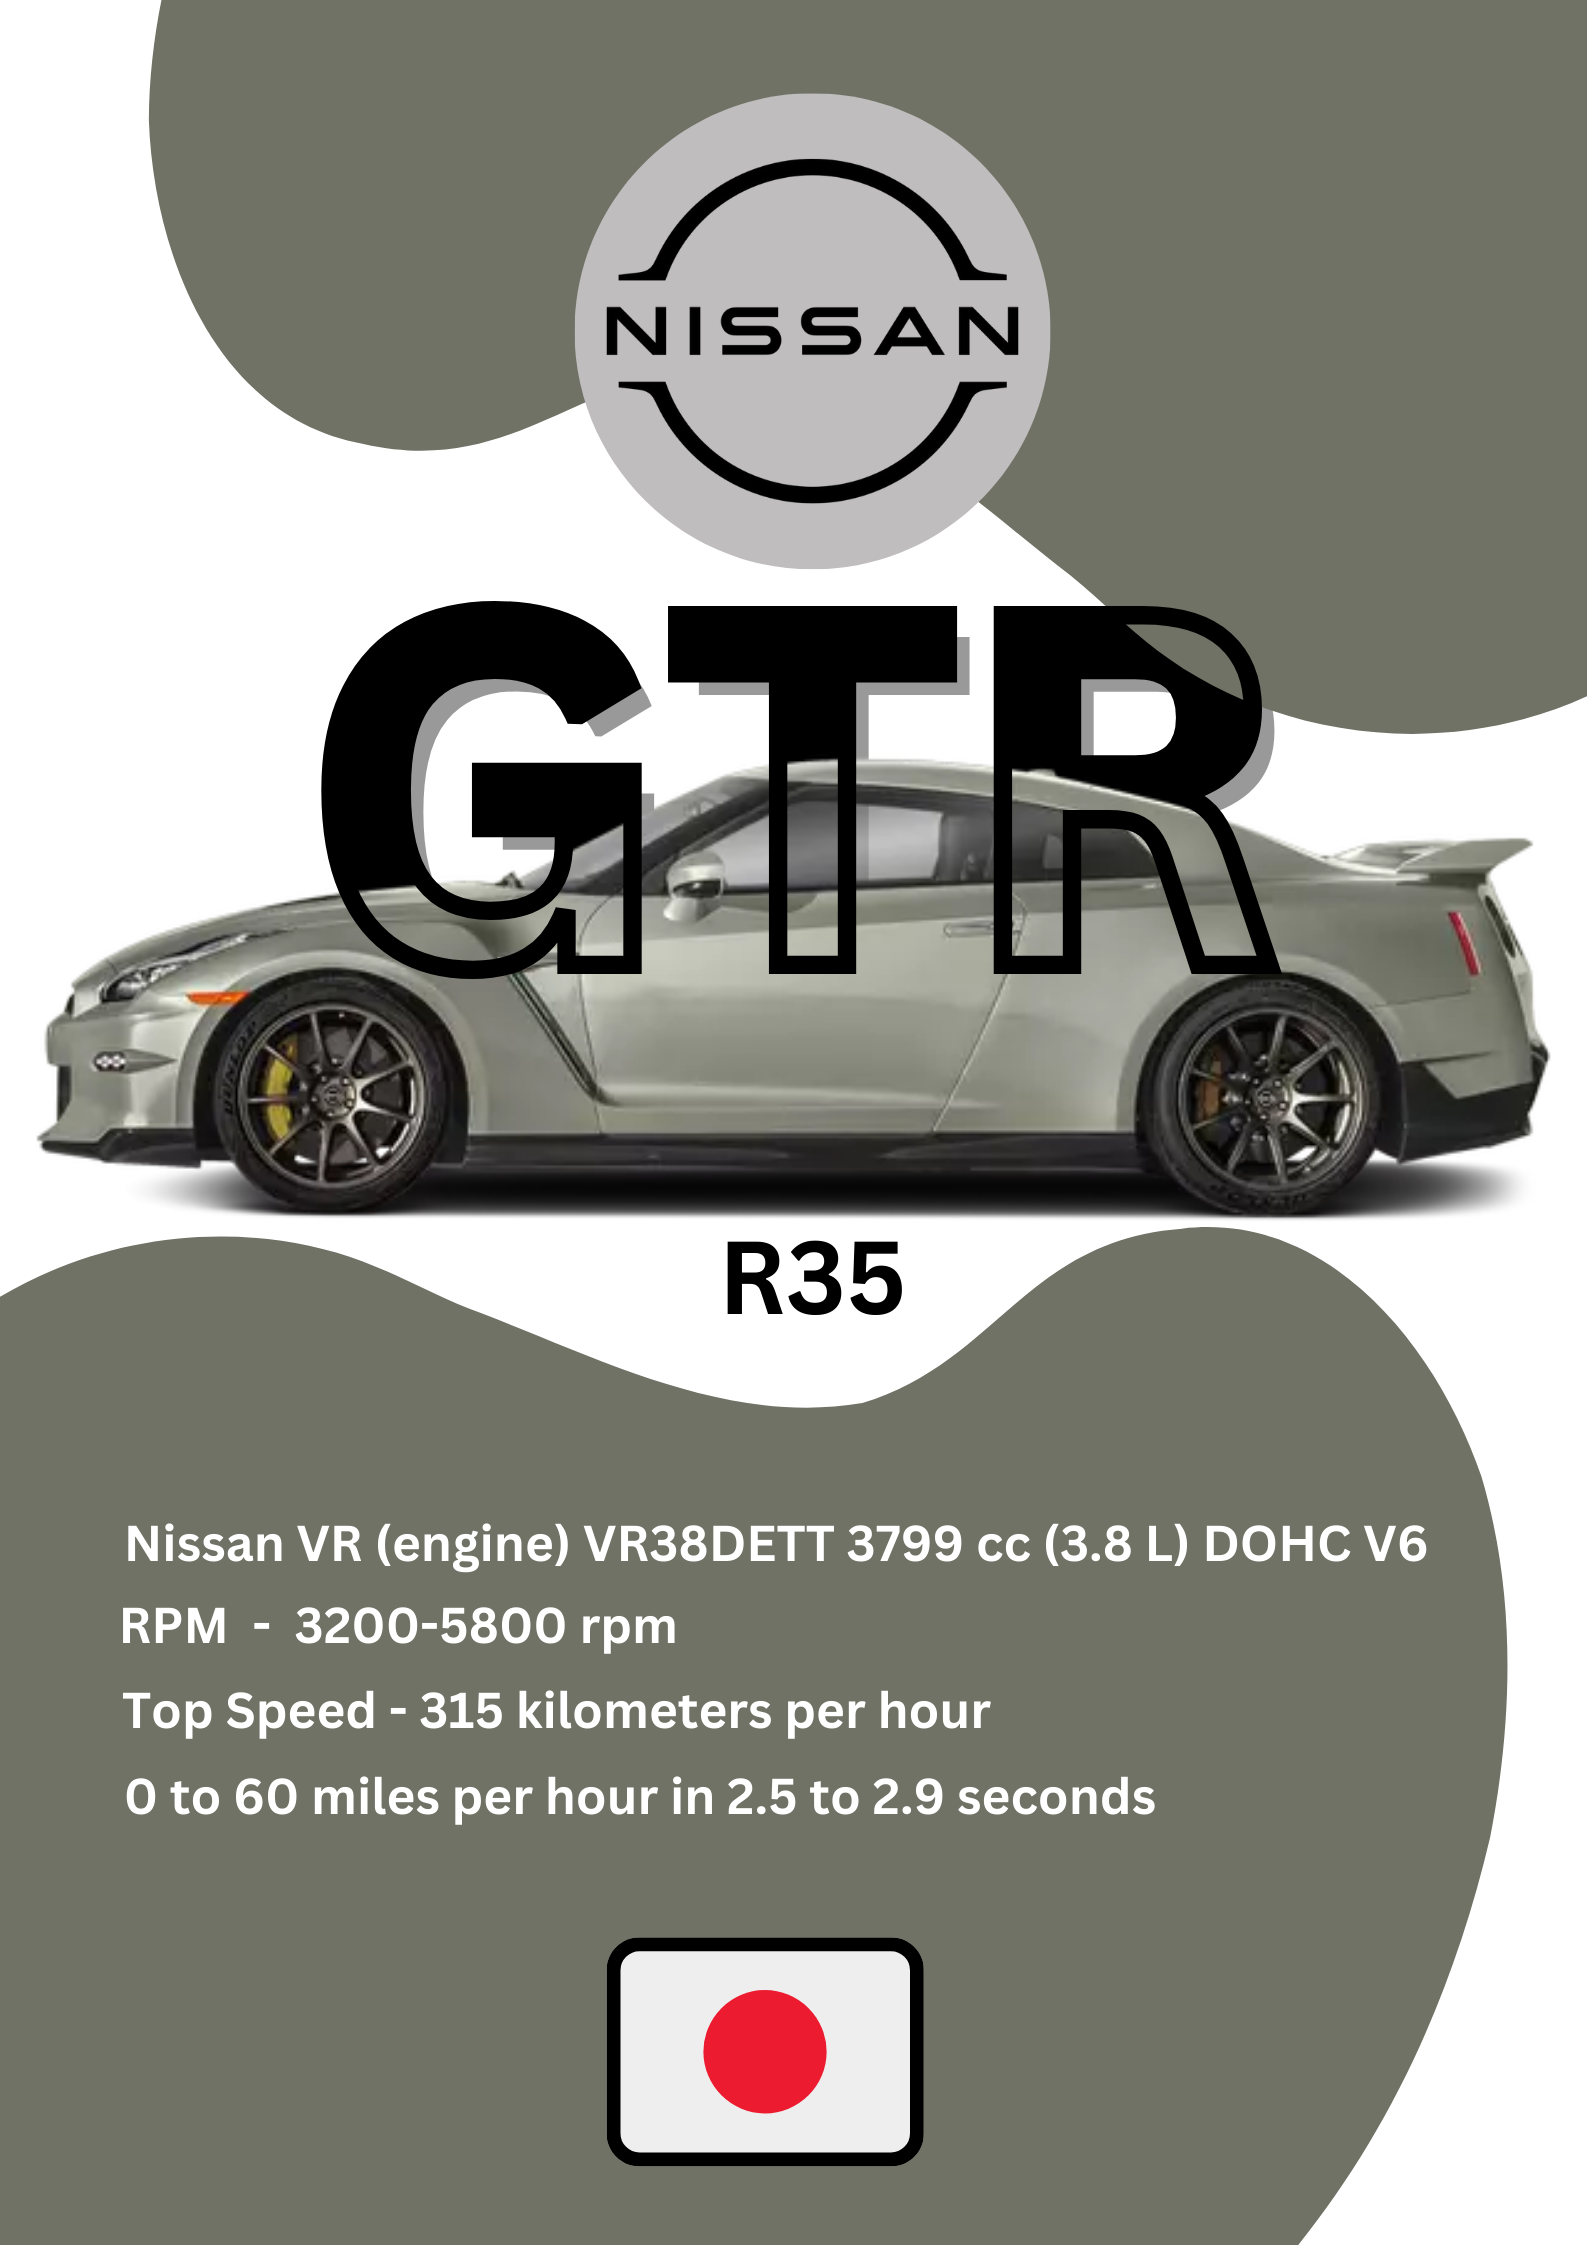 NISSAN
GTR
DUNLOP
R35
Nissan VR (engine) VR38DETT 3799 cc (3.8 L) DOHC V6
RPM - 3200-5800 rpm
Top Speed - 315 kilometers per hour
0 to 60 miles per hour in 2.5 to 2.9 seconds